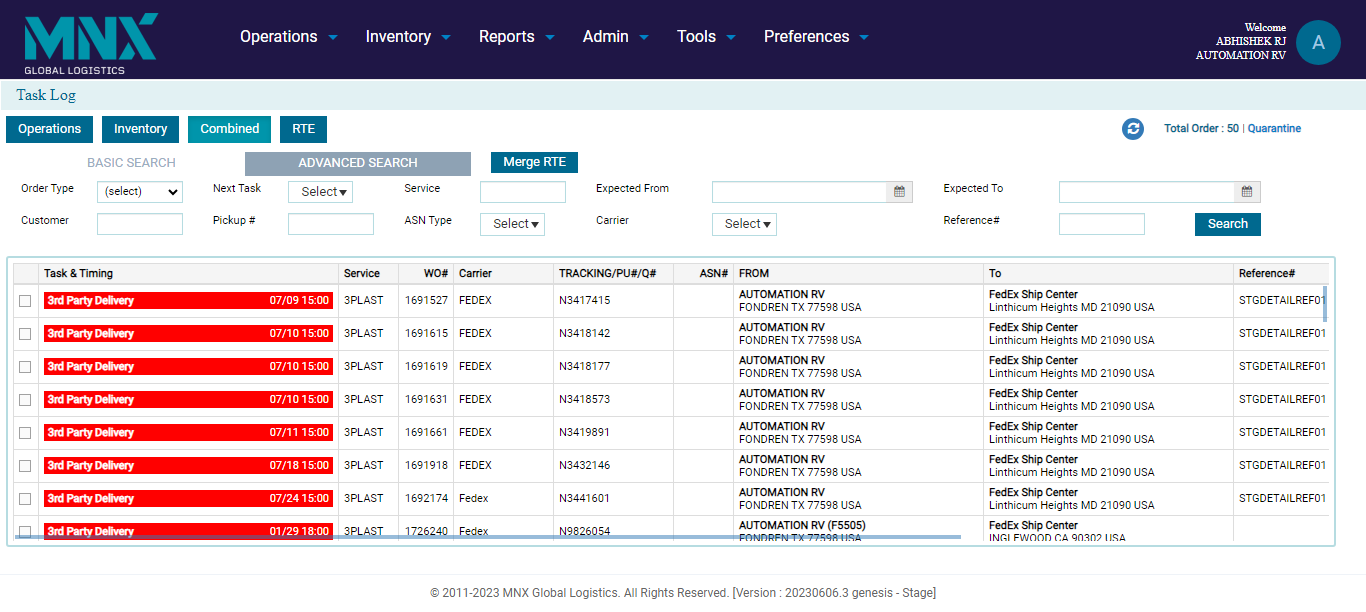 MNX
GLOBAL LOGISTICS
Operations Inventory Reports Admin Tools Preferences
Welcome
ABHISHEK RJ
AUTOMATION RV
A
Task Log
Operations Inventory Combined RTE
Total Order : 50 | Quarantine
BASIC SEARCH ADVANCED SEARCH Merge RTE
Order Type (select) Next Task Select Service Expected From Expected To
Customer Pickup # ASN Type Select Carrier Select Reference# Search
Task & Timing Service WO# Carrier TRACKING/PU#/Q# ASN# FROM To Reference#
3rd Party Delivery 07/09 15:00 3PLAST 1691527 FEDEX N3417415 AUTOMATION RV FedEx Ship Center STGDETAILREF01
FONDREN TX 77598 USA Linthicum Heights MD 21090 USA
3rd Party Delivery 07/10 15:00 3PLAST 1691615 FEDEX N3418142 AUTOMATION RV FedEx Ship Center STGDETAILREF01
FONDREN TX 77598 USA Linthicum Heights MD 21090 USA
3rd Party Delivery 07/10 15:00 3PLAST 1691619 FEDEX N3418177 AUTOMATION RV FedEx Ship Center STGDETAILREF01
FONDREN TX 77598 USA Linthicum Heights MD 21090 USA
3rd Party Delivery 07/10 15:00 3PLAST 1691631 FEDEX N3418573 AUTOMATION RV FedEx Ship Center STGDETAILREF01
FONDREN TX 77598 USA Linthicum Heights MD 21090 USA
3rd Party Delivery 07/11 15:00 3PLAST 1691661 FEDEX N3419891 AUTOMATION RV FedEx Ship Center STGDETAILREF01
FONDREN TX 77598 USA Linthicum Heights MD 21090 USA
3rd Party Delivery 07/18 15:00 3PLAST 1691918 FEDEX N3432146 AUTOMATION RV FedEx Ship Center STGDETAILREF01
FONDREN TX 77598 USA Linthicum Heights MD 21090 USA
3rd Party Delivery 07/24 15:00 3PLAST 1692174 Fedex N3441601 AUTOMATION RV FedEx Ship Center STGDETAILREF01
FONDREN TX 77598 USA Linthicum Heights MD 21090 USA
3rd Party Delivery 01/29 18:00 3PLAST 1726240 Fedex N9826054 AUTOMATION RV (F5505) FedEx Ship Center
FONDREN TX 77598 USA INGLEWOOD CA 90302 USA
© 2011-2023 MNX Global Logistics. All Rights Reserved. [Version : 20230606.3 genesis - Stage]